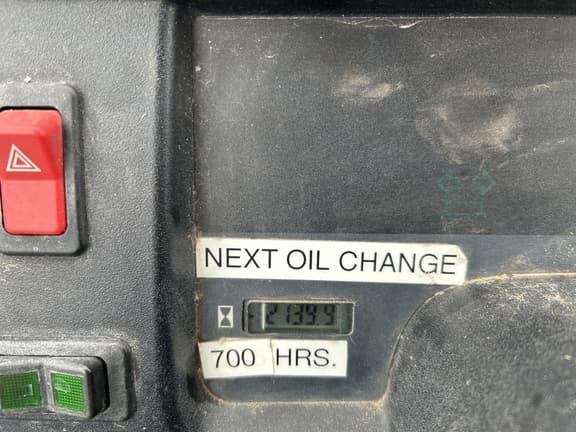 NEXT OIL CHANGE
2139.9
700 HRS.